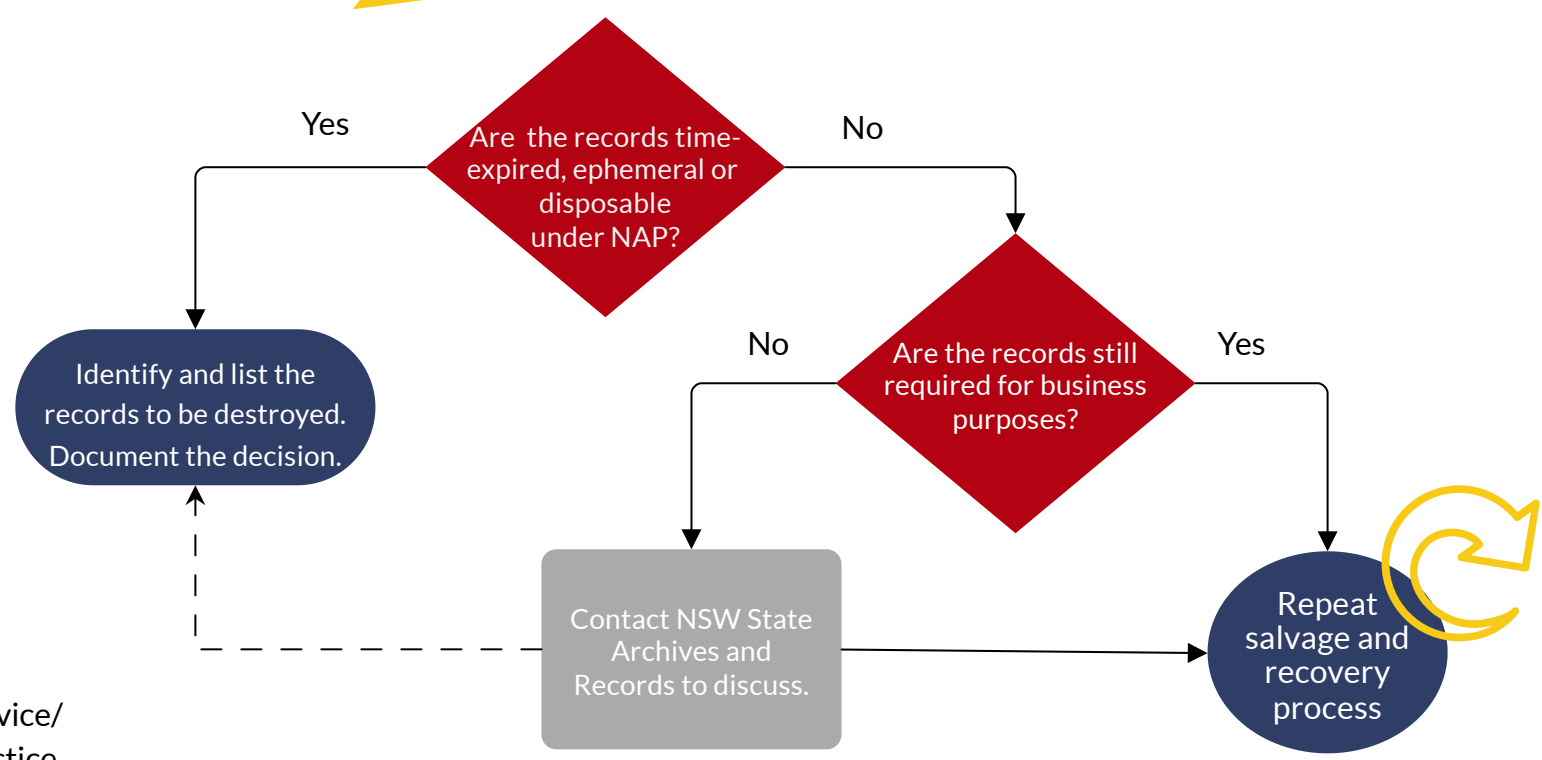 Yes
No
Are the records time-
expired, ephemeral or
disposable
under NAP?
No
Yes
Are the records still
required for business
purposes?
Identify and list the
records to be destroyed.
Document the decision.
Contact NSW State
Archives and
Records to discuss.
Repeat
salvage and
recovery
process